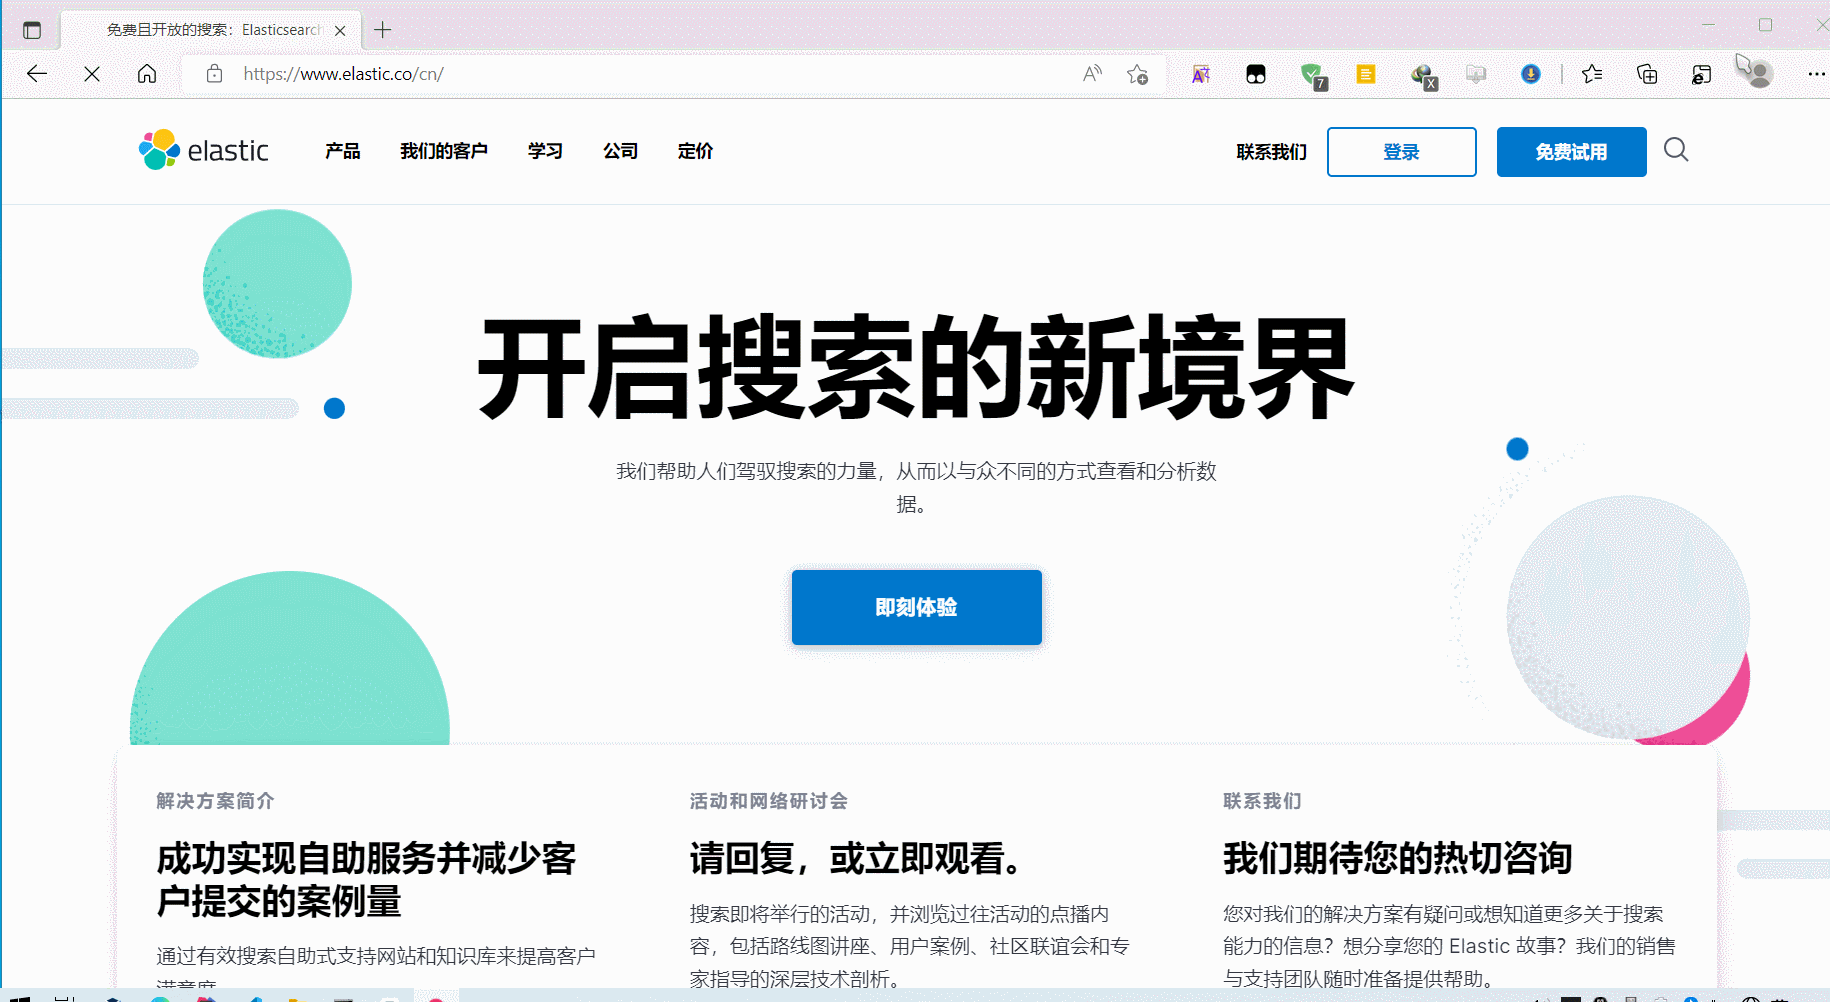 免费且开放的搜索：Elasticsearch
https://www.elastic.co/cn/
7
X
elastic 产品 我们的客户 学习 公司 定价 联系我们 登录 免费试用
开启搜索的新境界
我们帮助人们驾驭搜索的力量，从而以与众不同的方式查看和分析数
据。
即刻体验
解决方案简介
成功实现自助服务并减少客
户提交的案例量
通过有效搜索自助式支持网站和知识库来提高客户
满意度
活动和网络研讨会
请回复，或立即观看。
搜索即将举行的活动，并浏览过往活动的点播内
容，包括路线图讲座、用户案例、社区联谊会和专
家指导的深层技术剖析。
联系我们
我们期待您的热切咨询
您对我们的解决方案有疑问或想知道更多关于搜索
能力的信息？想分享您的 Elastic 故事？我们的销售
与支持团队随时准备提供帮助。